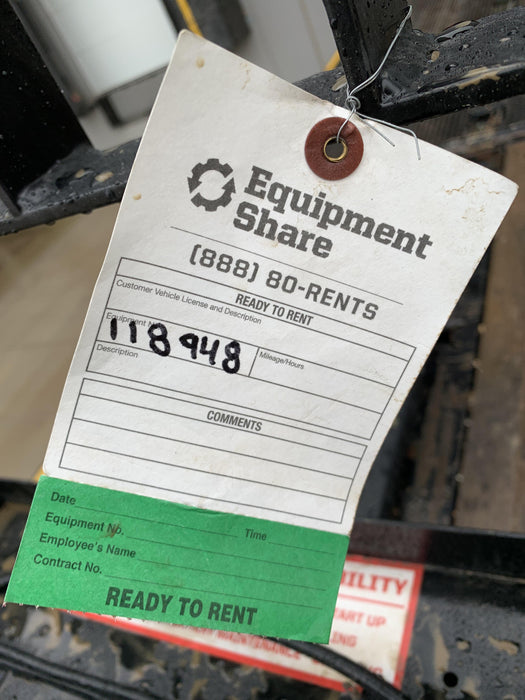 Equipment
Share
(888) 80-RENTS
READY TO RENT
Customer Vehicle License and Description
Equipment No.
118948
Mileage/Hours
Description
COMMENTS
Date
Equipment No.
Time
Employee's Name
Contract No.
READY TO RENT
ILITY
START UP